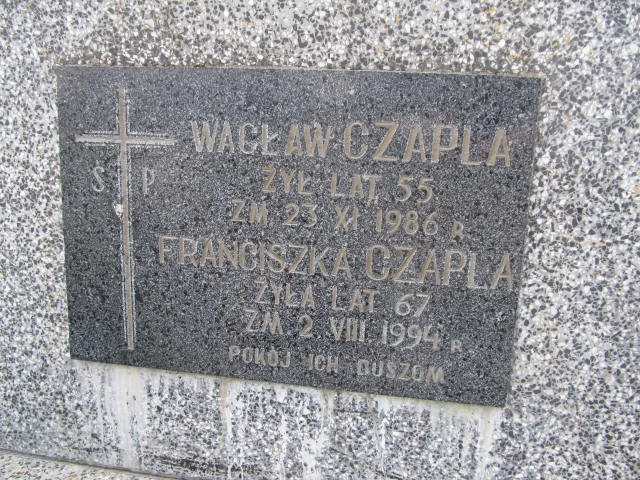 WACŁAW CZAPLA
S P
ŻYŁ LAT 55
ZM 23 XI 1986 R.
FRANCISZKA CZAPLA
ŻYŁA LAT 67
ZM 2 VIII 1994 R
POKÓJ ICH DUSZOM